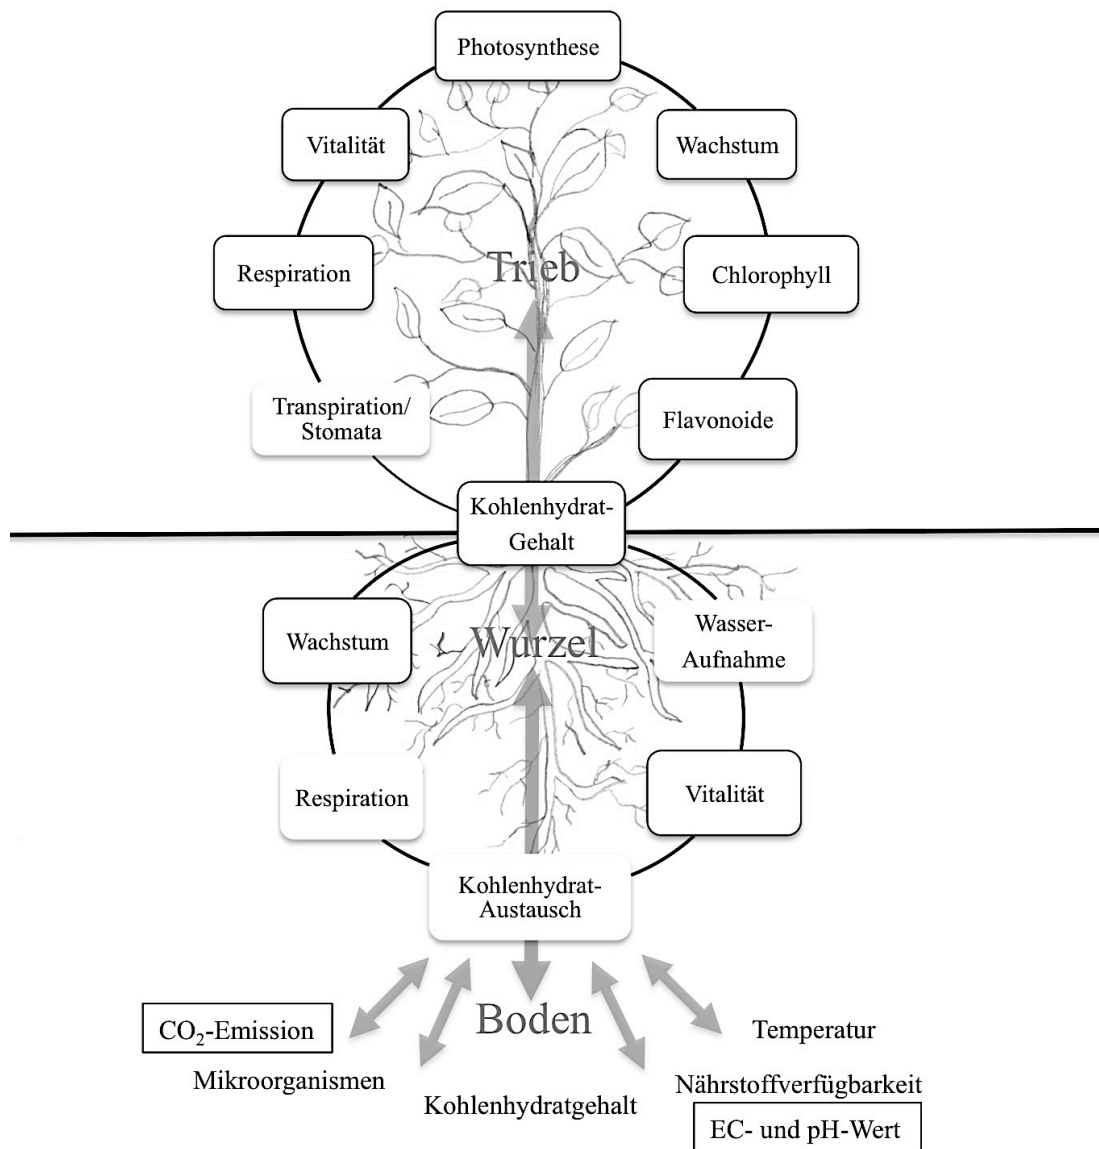 Photosynthese
Vitalität
Wachstum
Respiration
Trieb
Chlorophyll
Transpiration/
Stomata
Flavonoide
Kohlenhydrat-
Gehalt
Wachstum
Wurzel
Wasser-
Aufnahme
Respiration
Vitalität
Kohlenhydrat-
Austausch
Boden
CO₂-Emission
Temperatur
Mikroorganismen
Nährstoffverfügbarkeit
Kohlenhydratgehalt
EC- und pH-Wert